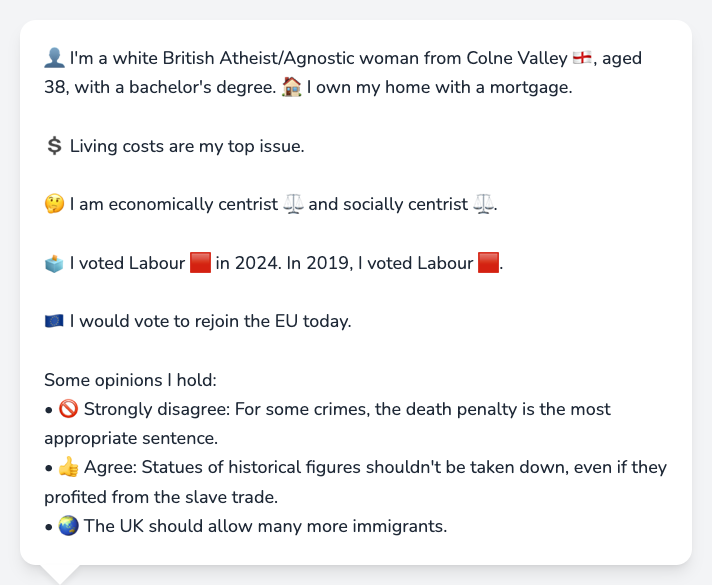 👤 I'm a white British Atheist/Agnostic woman from Colne Valley 🏴󠁧󠁢󠁥󠁮󠁧󠁿, aged
38, with a bachelor's degree. 🏠 I own my home with a mortgage.
💲 Living costs are my top issue.
🤔 I am economically centrist ⚖️ and socially centrist ⚖️.
🗳️ I voted Labour 🟥 in 2024. In 2019, I voted Labour 🟥.
🇪🇺 I would vote to rejoin the EU today.
Some opinions I hold:
• 🚫 Strongly disagree: For some crimes, the death penalty is the most
appropriate sentence.
• 👍 Agree: Statues of historical figures shouldn't be taken down, even if they
profited from the slave trade.
• 🌏 The UK should allow many more immigrants.